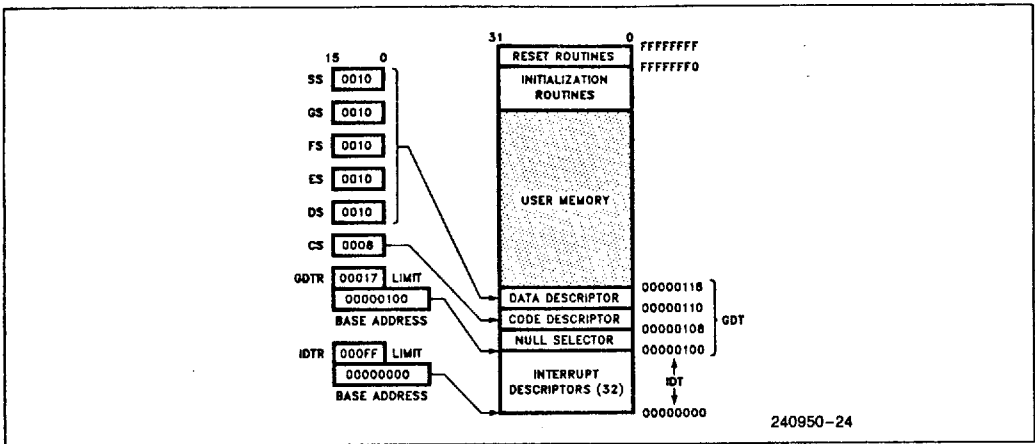 31 0
15 0
SS 0010
GS 0010
FS 0010
ES 0010
DS 0010
CS 0008
GDTR 00017 LIMIT
00000100
BASE ADDRESS
IDTR 000FF LIMIT
00000000
BASE ADDRESS
RESET ROUTINES
INITIALIZATION
ROUTINES
USER MEMORY
DATA DESCRIPTOR
CODE DESCRIPTOR
NULL SELECTOR
INTERRUPT
DESCRIPTORS (32)
FFFFFFFF
FFFFFFF0
00000118
00000110
00000108
00000100
GDT
IDT
00000000
240950-24